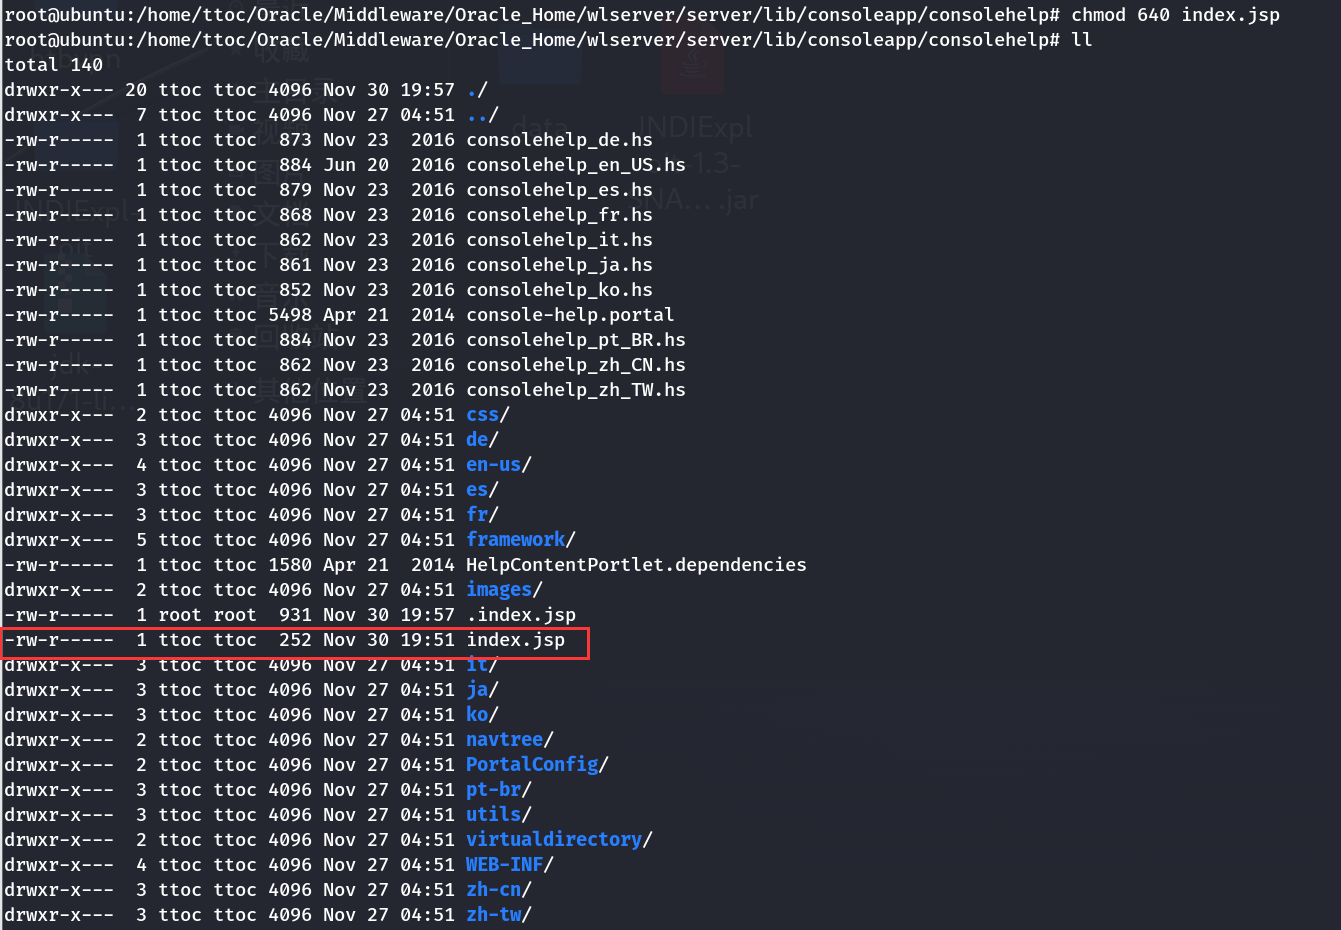 root@ubuntu:/home/ttoc/Oracle/Middleware/Oracle_Home/wlserver/server/lib/consoleapp/consolehelp# chmod 640 index.jsp
root@ubuntu:/home/ttoc/Oracle/Middleware/Oracle_Home/wlserver/server/lib/consoleapp/consolehelp# ll
total 140
drwxr-x--- 20 ttoc ttoc 4096 Nov 30 19:57 ./
drwxr-x---  7 ttoc ttoc 4096 Nov 27 04:51 ../
-rw-r-----  1 ttoc ttoc  873 Nov 23  2016 consolehelp_de.hs
-rw-r-----  1 ttoc ttoc  884 Jun 20  2016 consolehelp_en_US.hs
-rw-r-----  1 ttoc ttoc  879 Nov 23  2016 consolehelp_es.hs
-rw-r-----  1 ttoc ttoc  868 Nov 23  2016 consolehelp_fr.hs
-rw-r-----  1 ttoc ttoc  862 Nov 23  2016 consolehelp_it.hs
-rw-r-----  1 ttoc ttoc  861 Nov 23  2016 consolehelp_ja.hs
-rw-r-----  1 ttoc ttoc  852 Nov 23  2016 consolehelp_ko.hs
-rw-r-----  1 ttoc ttoc 5498 Apr 21  2014 console-help.portal
-rw-r-----  1 ttoc ttoc  884 Nov 23  2016 consolehelp_pt_BR.hs
-rw-r-----  1 ttoc ttoc  862 Nov 23  2016 consolehelp_zh_CN.hs
-rw-r-----  1 ttoc ttoc  862 Nov 23  2016 consolehelp_zh_TW.hs
drwxr-x---  2 ttoc ttoc 4096 Nov 27 04:51 css/
drwxr-x---  3 ttoc ttoc 4096 Nov 27 04:51 de/
drwxr-x---  4 ttoc ttoc 4096 Nov 27 04:51 en-us/
drwxr-x---  3 ttoc ttoc 4096 Nov 27 04:51 es/
drwxr-x---  3 ttoc ttoc 4096 Nov 27 04:51 fr/
drwxr-x---  5 ttoc ttoc 4096 Nov 27 04:51 framework/
-rw-r-----  1 ttoc ttoc 1580 Apr 21  2014 HelpContentPortlet.dependencies
drwxr-x---  2 ttoc ttoc 4096 Nov 27 04:51 images/
-rw-r-----  1 root root  931 Nov 30 19:57 .index.jsp
-rw-r-----  1 ttoc ttoc  252 Nov 30 19:51 index.jsp
drwxr-x---  3 ttoc ttoc 4096 Nov 27 04:51 it/
drwxr-x---  3 ttoc ttoc 4096 Nov 27 04:51 ja/
drwxr-x---  3 ttoc ttoc 4096 Nov 27 04:51 ko/
drwxr-x---  2 ttoc ttoc 4096 Nov 27 04:51 navtree/
drwxr-x---  2 ttoc ttoc 4096 Nov 27 04:51 PortalConfig/
drwxr-x---  3 ttoc ttoc 4096 Nov 27 04:51 pt-br/
drwxr-x---  3 ttoc ttoc 4096 Nov 27 04:51 utils/
drwxr-x---  2 ttoc ttoc 4096 Nov 27 04:51 virtualdirectory/
drwxr-x---  4 ttoc ttoc 4096 Nov 27 04:51 WEB-INF/
drwxr-x---  3 ttoc ttoc 4096 Nov 27 04:51 zh-cn/
drwxr-x---  3 ttoc ttoc 4096 Nov 27 04:51 zh-tw/